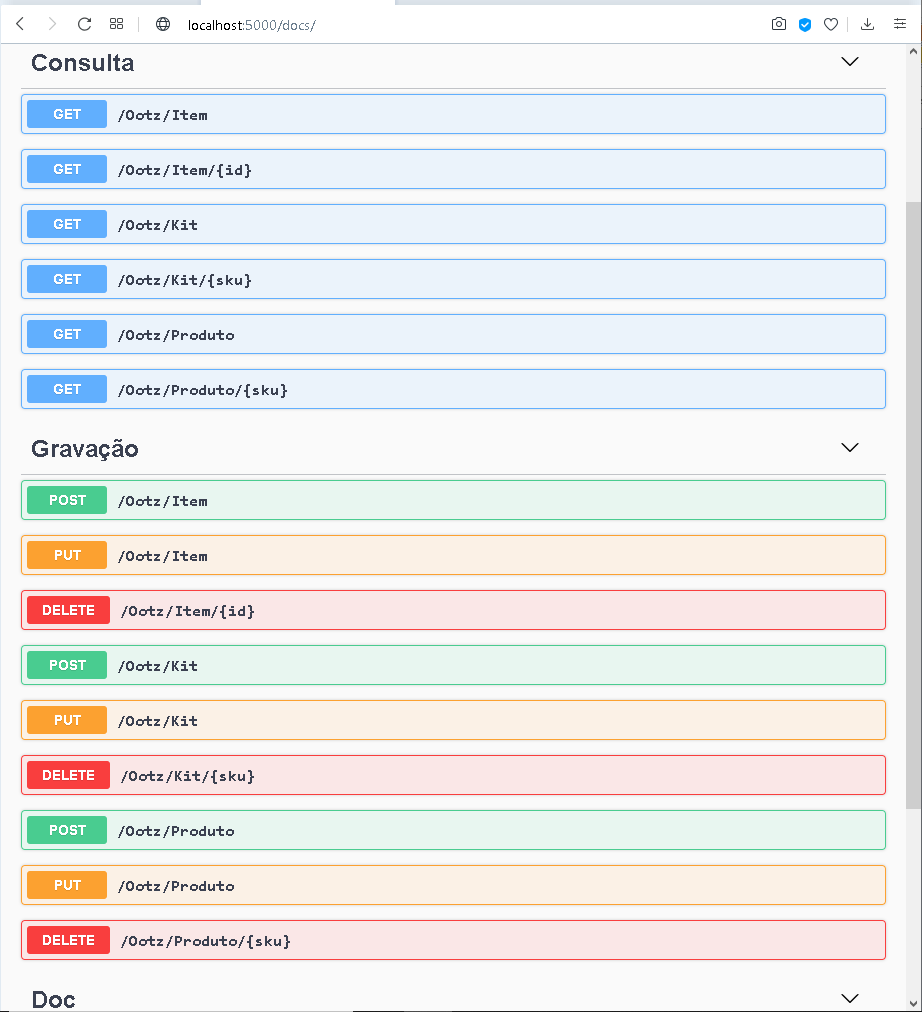 localhost:5000/docs/
Consulta
GET /Ootz/Item
GET /Ootz/Item/{id}
GET /Ootz/Kit
GET /Ootz/Kit/{sku}
GET /Ootz/Produto
GET /Ootz/Produto/{sku}
Gravação
POST /Ootz/Item
PUT /Ootz/Item
DELETE /Ootz/Item/{id}
POST /Ootz/Kit
PUT /Ootz/Kit
DELETE /Ootz/Kit/{sku}
POST /Ootz/Produto
PUT /Ootz/Produto
DELETE /Ootz/Produto/{sku}
Doc